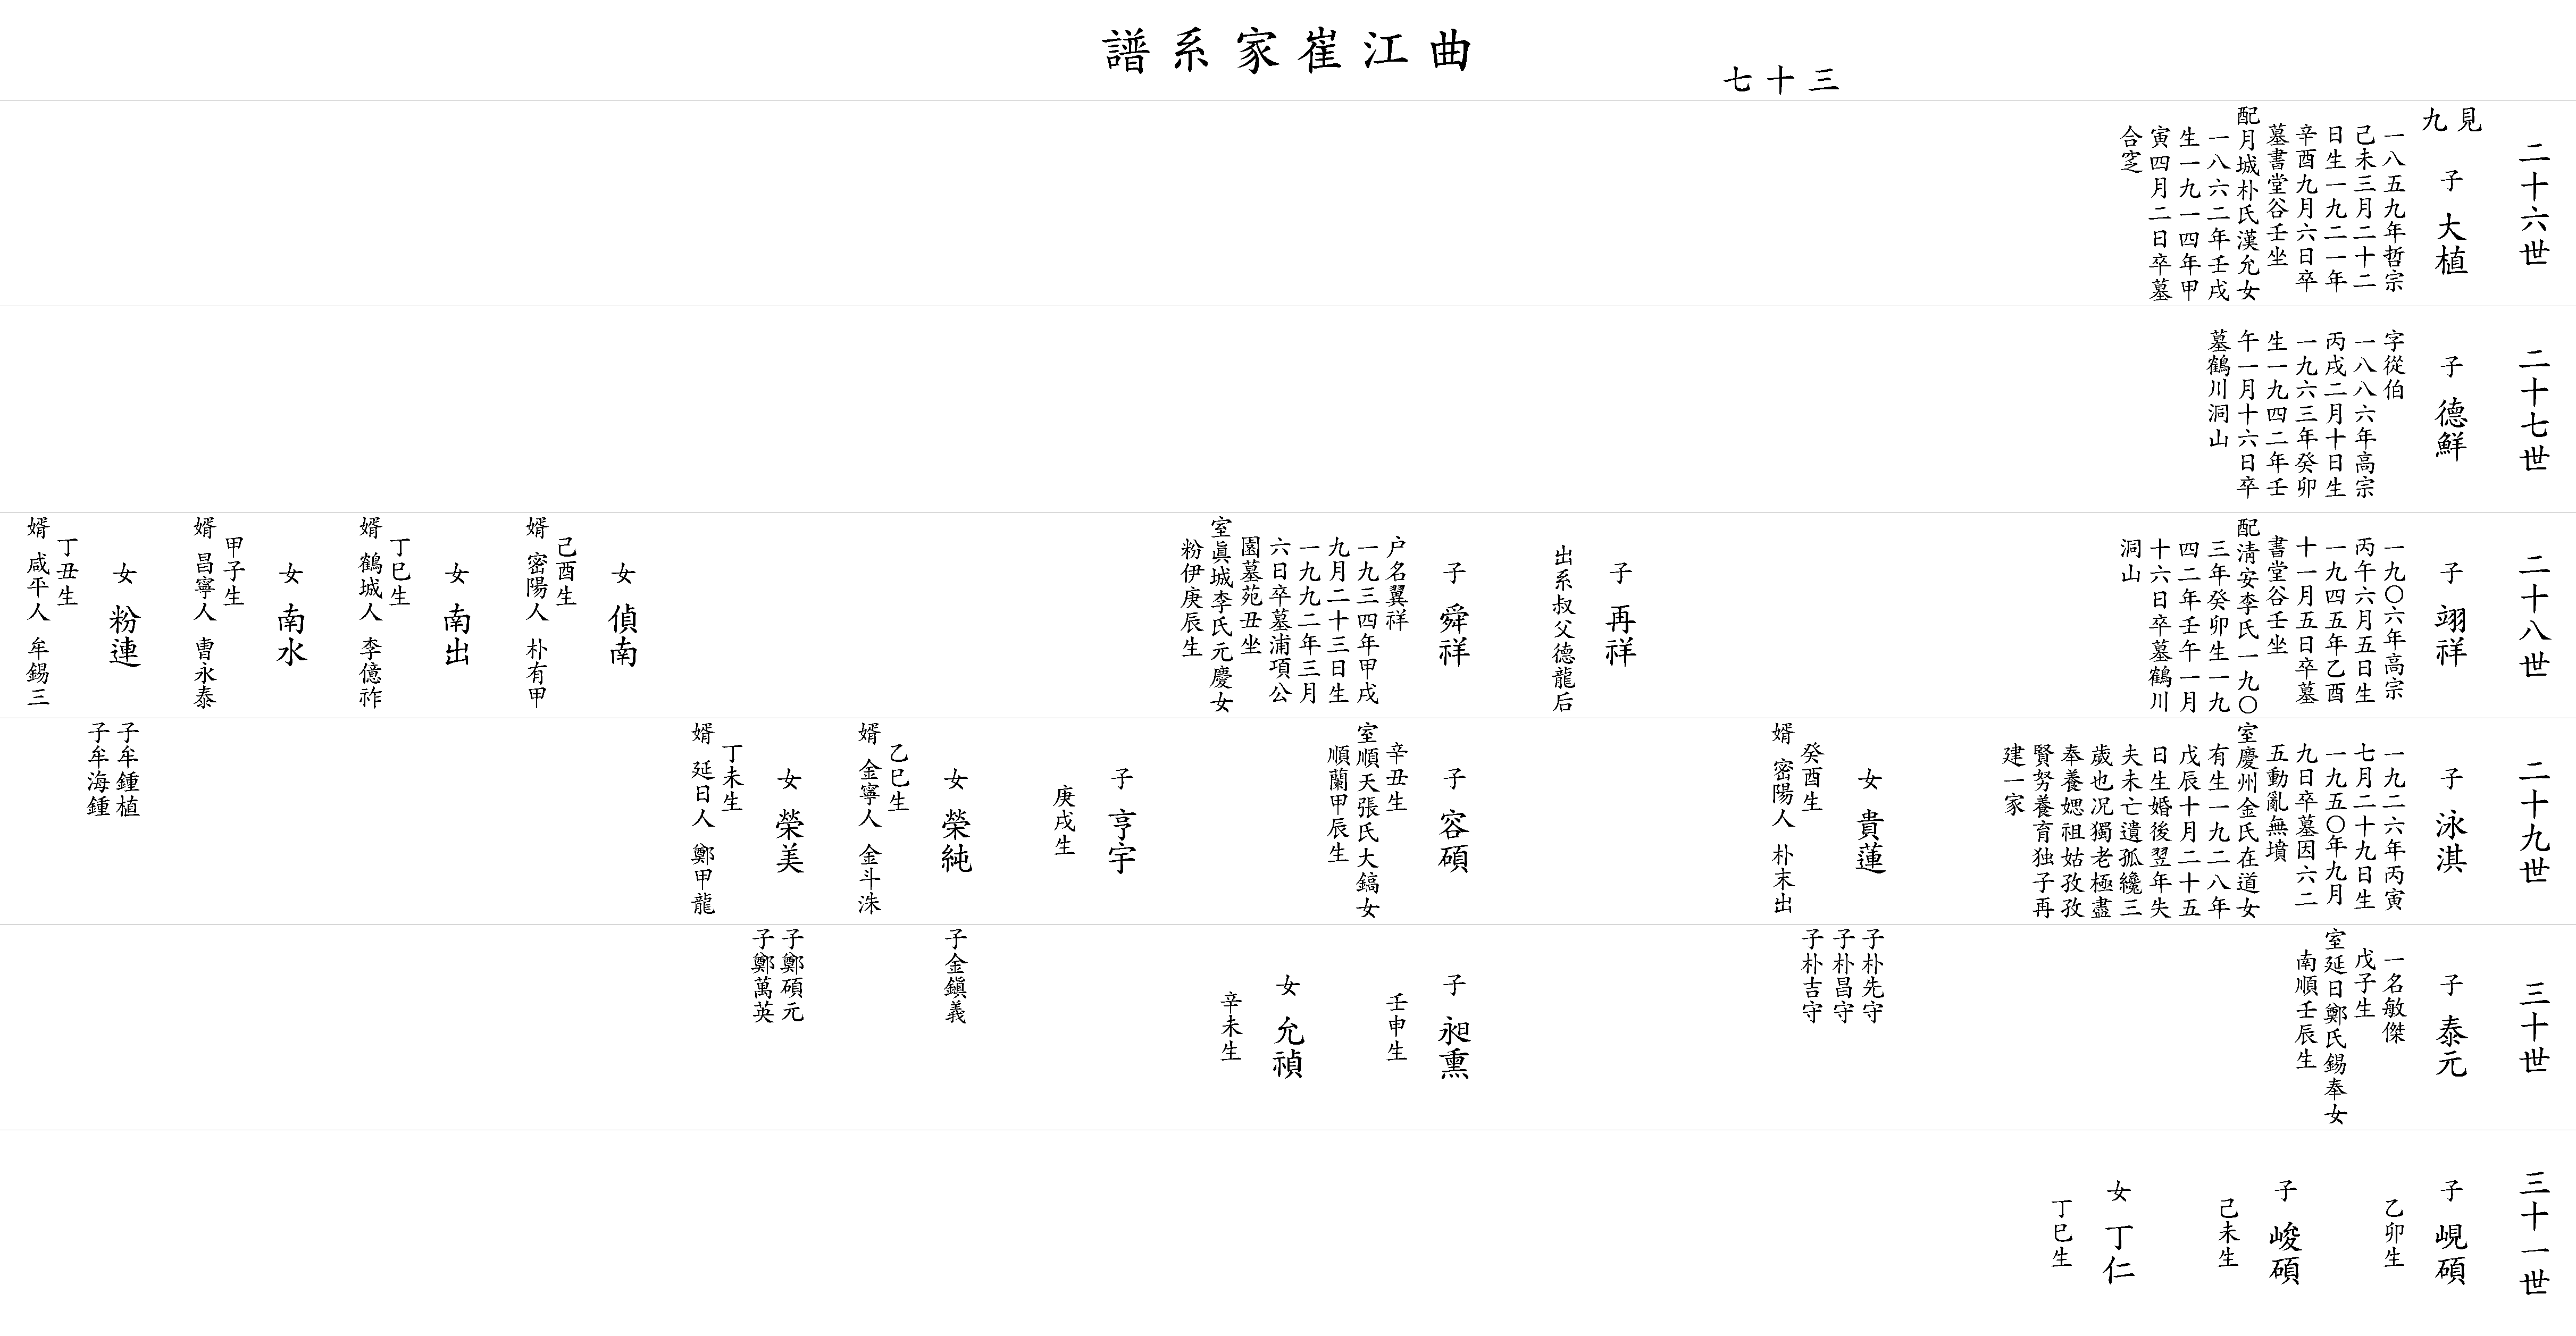 曲江崔家系譜
三十七
二十六世
見
九
子 大植
一八五九年哲宗
己未三月二十二
日生一九二一年
辛酉九月六日卒
墓書堂谷壬坐
配月城朴氏漢允女
一八六二年壬戌
生一九一四年甲
寅四月二日卒墓
合窆
二十七世
子 德鮮
字從伯
一八八六年高宗
丙戌二月十日生
一九六三年癸卯
生一九四二年壬
午一月十六日卒
墓鶴川洞山
二十八世
子 翊祥
一九〇六年高宗
丙午六月五日生
一九四五年乙酉
十一月五日卒墓
書堂谷壬坐
配淸安李氏一九〇
三年癸卯生一九
四二年壬午一月
十六日卒墓鶴川
洞山
子 再祥
出系叔父德龍后
子 舜祥
户名翼祥
一九三四年甲戌
九月二十三日生
一九九二年三月
六日卒墓浦項公
園墓苑丑坐
室眞城李氏元慶女
粉伊庚辰生
女 偵南
己酉生
婿 密陽人 朴有甲
女 南出
丁巳生
婿 鶴城人 李億祚
女 南水
甲子生
婿 昌寧人 曺永泰
女 粉連
丁丑生
婿 咸平人 牟錫三
二十九世
子 泳淇
一九二六年丙寅
七月二十九日生
一九五〇年九月
九日卒墓因六二
五動亂無墳
室慶州金氏在道女
有生一九二八年
戊辰十月二十五
日生婚後翌年失
夫未亡遺孤纔三
歲也况獨老極盡
奉養媤祖姑孜孜
賢努養育独子再
建一家
女 貴蓮
癸酉生
婿 密陽人 朴末出
子 容碩
辛丑生
室順天張氏大鎬女
順蘭甲辰生
子 亨宇
庚戌生
女 榮純
乙巳生
婿 金寧人 金斗洙
女 榮美
丁未生
婿 延日人 鄭甲龍
子牟鍾植
子牟海鍾
三十世
子 泰元
一名敏傑
戊子生
室延日鄭氏錫奉女
南順壬辰生
子朴先守
子朴昌守
子朴吉守
子 昶熏
壬申生
女 允禎
辛未生
子金鎭義
子鄭碩元
子鄭萬英
三十一世
子 峴碩
乙卯生
子 峻碩
己未生
女 丁仁
丁巳生